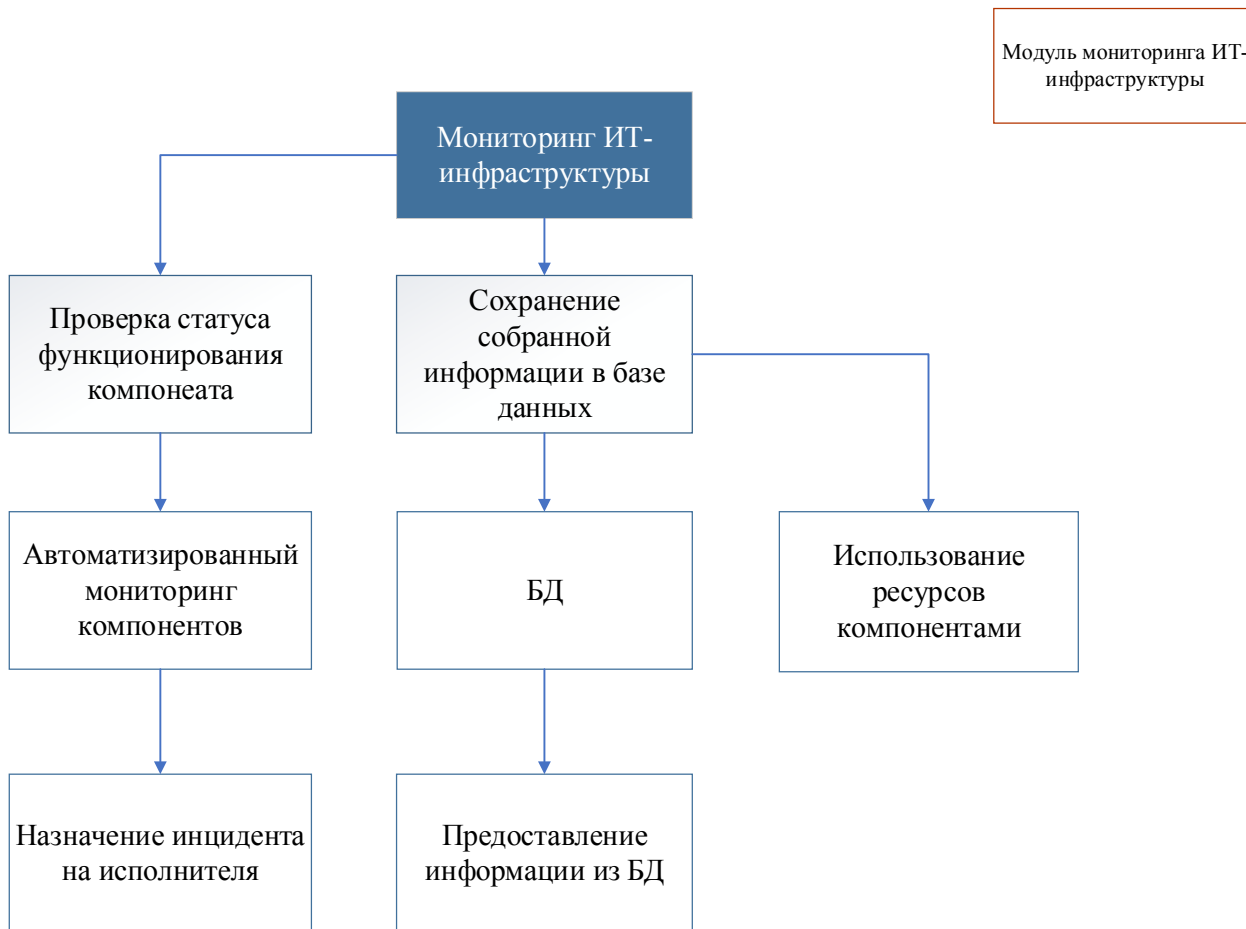 Модуль мониторинга ИТ-
инфраструктуры
Мониторинг ИТ-
инфраструктуры
Проверка статуса
функционирования
компонеата
Сохранение
собранной
информации в базе
данных
Автоматизированный
мониторинг
компонентов
БД
Использование
ресурсов
компонентами
Назначение инцидента
на исполнителя
Предоставление
информации из БД